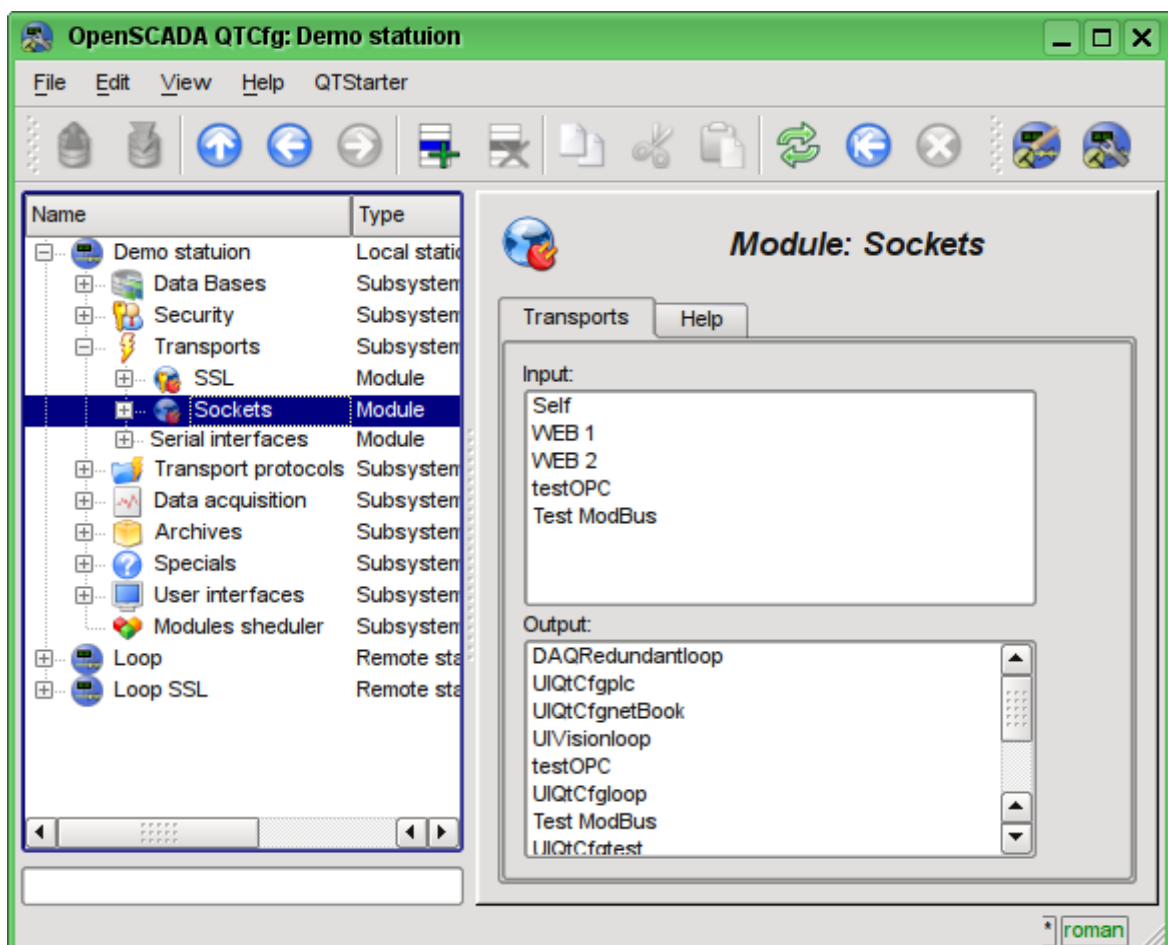 OpenSCADA QTCfg: Demo statuion
File Edit View Help QTStarter
Name Type
Demo statuion Local static
Data Bases Subsystem
Security Subsystem
Transports Subsystem
SSL Module
Sockets Module
Serial interfaces Module
Transport protocols Subsystem
Data acquisition Subsystem
Archives Subsystem
Specials Subsystem
User interfaces Subsystem
Modules sheduler Subsystem
Loop Remote sta
Loop SSL Remote sta
Module: Sockets
Transports Help
Input:
Self
WEB 1
WEB 2
testOPC
Test ModBus
Output:
DAQRedundantloop
UIQtCfgplc
UIQtCfgnetBook
UIVisionloop
testOPC
UIQtCfgloop
Test ModBus
UIQtCfgtest
* roman